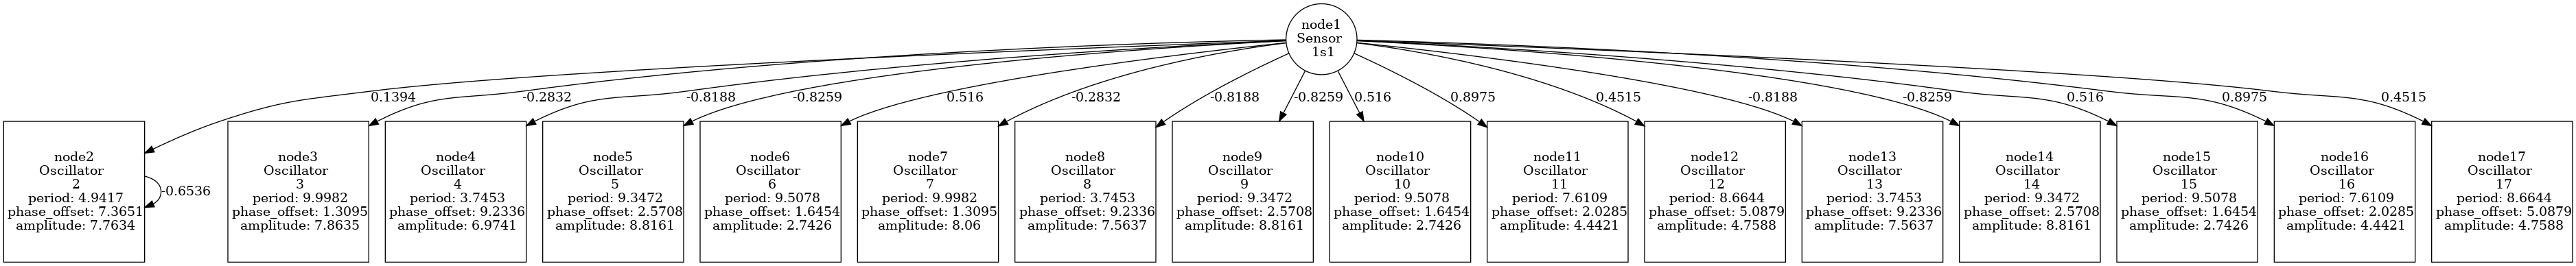 node1
Sensor
1s1
0.1394
-0.2832
-0.8188
-0.8259
0.516
-0.2832
-0.8188
-0.8259
0.516
0.8975
0.4515
-0.8188
-0.8259
0.516
0.8975
0.4515
node2
Oscillator
2
period: 4.9417
phase_offset: 7.3651
amplitude: 7.7634
-0.6536
node3
Oscillator
3
period: 9.9982
phase_offset: 1.3095
amplitude: 7.8635
node4
Oscillator
4
period: 3.7453
phase_offset: 9.2336
amplitude: 6.9741
node5
Oscillator
5
period: 9.3472
phase_offset: 2.5708
amplitude: 8.8161
node6
Oscillator
6
period: 9.5078
phase_offset: 1.6454
amplitude: 2.7426
node7
Oscillator
7
period: 9.9982
phase_offset: 1.3095
amplitude: 8.06
node8
Oscillator
8
period: 3.7453
phase_offset: 9.2336
amplitude: 7.5637
node9
Oscillator
9
period: 9.3472
phase_offset: 2.5708
amplitude: 8.8161
node10
Oscillator
10
period: 9.5078
phase_offset: 1.6454
amplitude: 2.7426
node11
Oscillator
11
period: 7.6109
phase_offset: 2.0285
amplitude: 4.4421
node12
Oscillator
12
period: 8.6644
phase_offset: 5.0879
amplitude: 4.7588
node13
Oscillator
13
period: 3.7453
phase_offset: 9.2336
amplitude: 7.5637
node14
Oscillator
14
period: 9.3472
phase_offset: 2.5708
amplitude: 8.8161
node15
Oscillator
15
period: 9.5078
phase_offset: 1.6454
amplitude: 2.7426
node16
Oscillator
16
period: 7.6109
phase_offset: 2.0285
amplitude: 4.4421
node17
Oscillator
17
period: 8.6644
phase_offset: 5.0879
amplitude: 4.7588